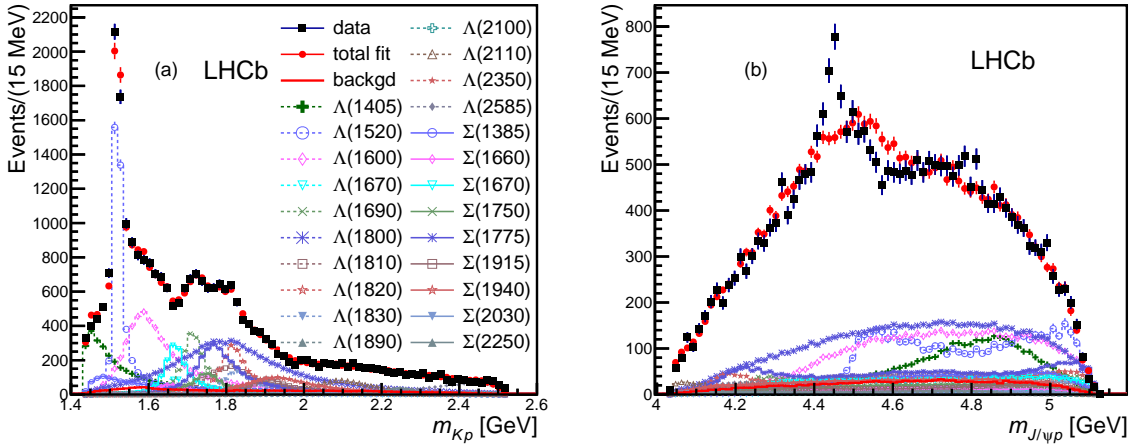 Events/(15 MeV)
2200
2000
1800
1600
1400
1200
1000
800
600
400
200
0
(a)
LHCb
data
total fit
backgd
Λ(1405)
Λ(1520)
Λ(1600)
Λ(1670)
Λ(1690)
Λ(1800)
Λ(1810)
Λ(1820)
Λ(1830)
Λ(1890)
Λ(2100)
Λ(2110)
Λ(2350)
Λ(2585)
Σ(1385)
Σ(1660)
Σ(1670)
Σ(1750)
Σ(1775)
Σ(1915)
Σ(1940)
Σ(2030)
Σ(2250)
1.4 1.6 1.8 2 2.2 2.4 2.6
m_{Kp} [GeV]
Events/(15 MeV)
800
700
600
500
400
300
200
100
0
(b)
LHCb
4 4.2 4.4 4.6 4.8 5
m_{J/ψp} [GeV]